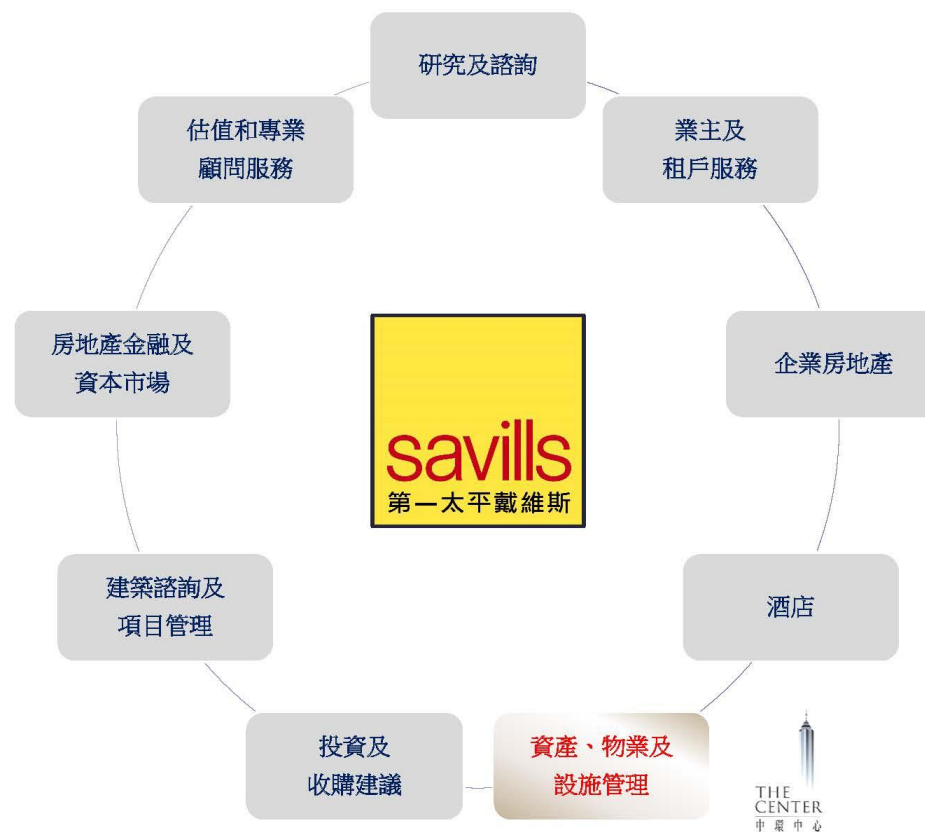 研究及諮詢
業主及
租戶服務
企業房地產
酒店
資產、物業及
設施管理
投資及
收購建議
建築諮詢及
項目管理
房地產金融及
資本市場
估值和專業
顧問服務
savills
第一太平戴維斯
THE
CENTER
中環中心